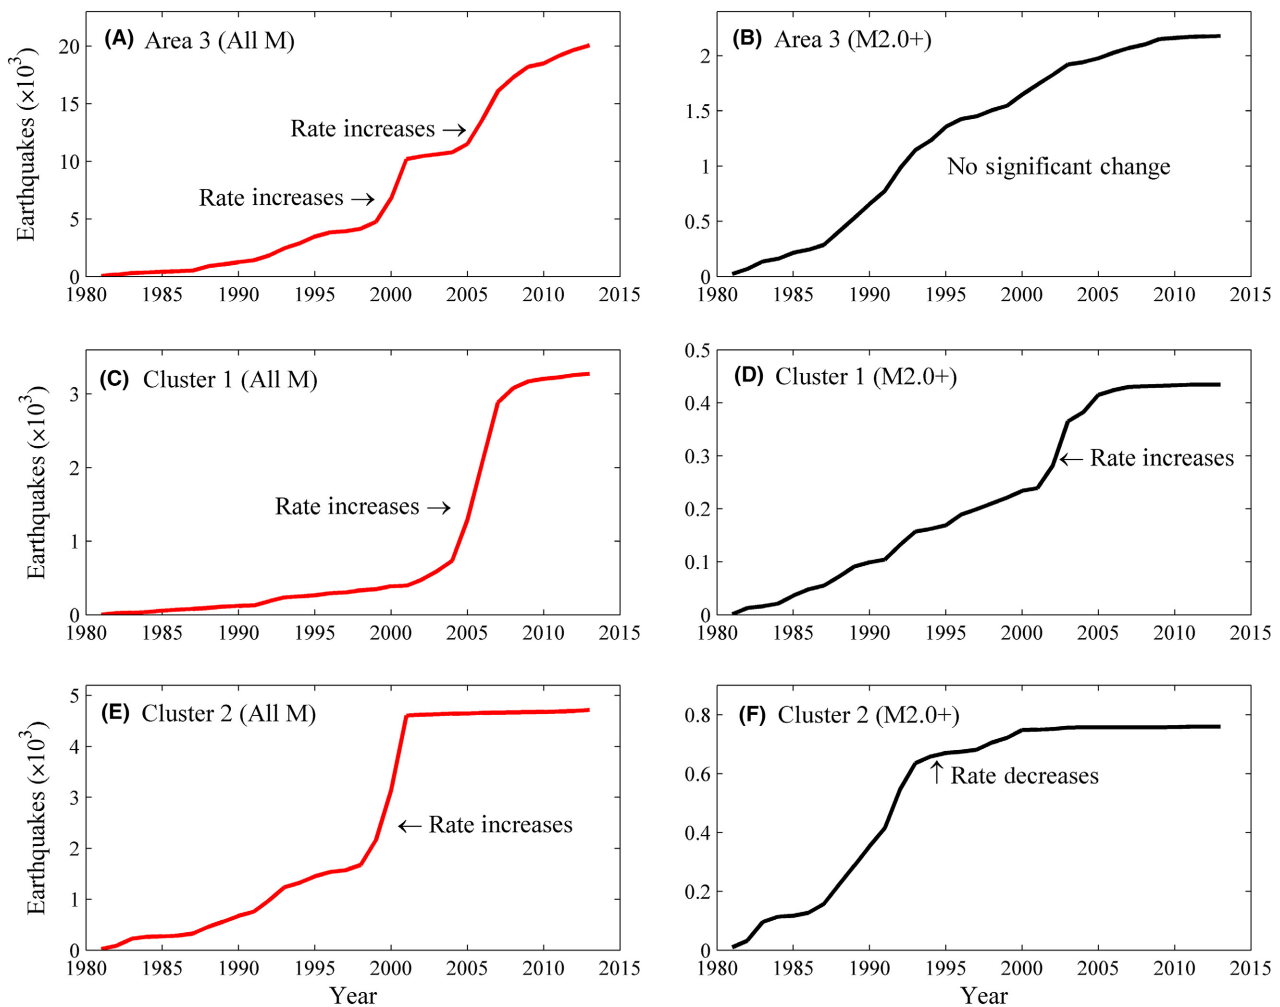 (A) Area 3 (All M)
Earthquakes (×10³)
20
15
10
5
0
Rate increases →
Rate increases →
1980 1985 1990 1995 2000 2005 2010 2015
(B) Area 3 (M2.0+)
2
1.5
1
0.5
0
No significant change
1980 1985 1990 1995 2000 2005 2010 2015
(C) Cluster 1 (All M)
Earthquakes (×10³)
3
2
1
0
Rate increases →
1980 1985 1990 1995 2000 2005 2010 2015
(D) Cluster 1 (M2.0+)
0.5
0.4
0.3
0.2
0.1
0
← Rate increases
1980 1985 1990 1995 2000 2005 2010 2015
(E) Cluster 2 (All M)
Earthquakes (×10³)
5
4
3
2
1
0
← Rate increases
1980 1985 1990 1995 2000 2005 2010 2015
Year
(F) Cluster 2 (M2.0+)
0.8
0.6
0.4
0.2
0
↑ Rate decreases
1980 1985 1990 1995 2000 2005 2010 2015
Year